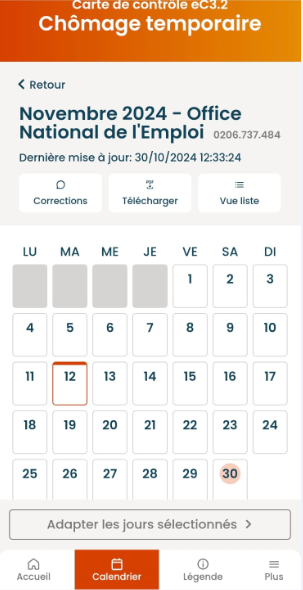 Carte de contrôle eC3.2
Chômage temporaire
Retour
Novembre 2024 - Office
National de l'Emploi 0206.737.484
Dernière mise à jour: 30/10/2024 12:33:24
Corrections Télécharger Vue liste
LU MA ME JE VE SA DI
1 2 3
4 5 6 7 8 9 10
11 12 13 14 15 16 17
18 19 20 21 22 23 24
25 26 27 28 29 30
Adapter les jours sélectionnés
Accueil Calendrier Légende Plus